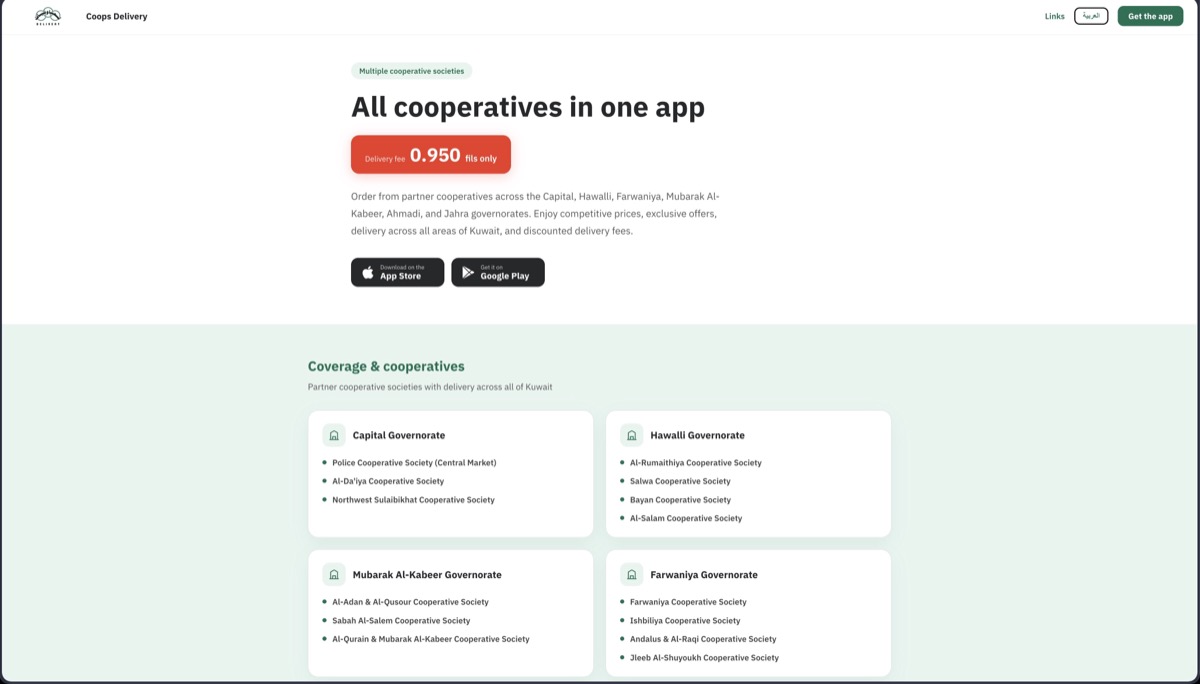 DELIVERY
Coops Delivery
Links
العربية
Get the app
Multiple cooperative societies
All cooperatives in one app
Delivery fee 0.950 fils only
Order from partner cooperatives across the Capital, Hawalli, Farwaniya, Mubarak Al-
Kabeer, Ahmadi, and Jahra governorates. Enjoy competitive prices, exclusive offers,
delivery across all areas of Kuwait, and discounted delivery fees.
Download on the
App Store
Get it on
Google Play
Coverage & cooperatives
Partner cooperative societies with delivery across all of Kuwait
Capital Governorate
Police Cooperative Society (Central Market)
Al-Da'iya Cooperative Society
Northwest Sulaibikhat Cooperative Society
Hawalli Governorate
Al-Rumaithiya Cooperative Society
Salwa Cooperative Society
Bayan Cooperative Society
Al-Salam Cooperative Society
Mubarak Al-Kabeer Governorate
Al-Adan & Al-Qusour Cooperative Society
Sabah Al-Salem Cooperative Society
Al-Qurain & Mubarak Al-Kabeer Cooperative Society
Farwaniya Governorate
Farwaniya Cooperative Society
Ishbiliya Cooperative Society
Andalus & Al-Raqi Cooperative Society
Jleeb Al-Shuyoukh Cooperative Society